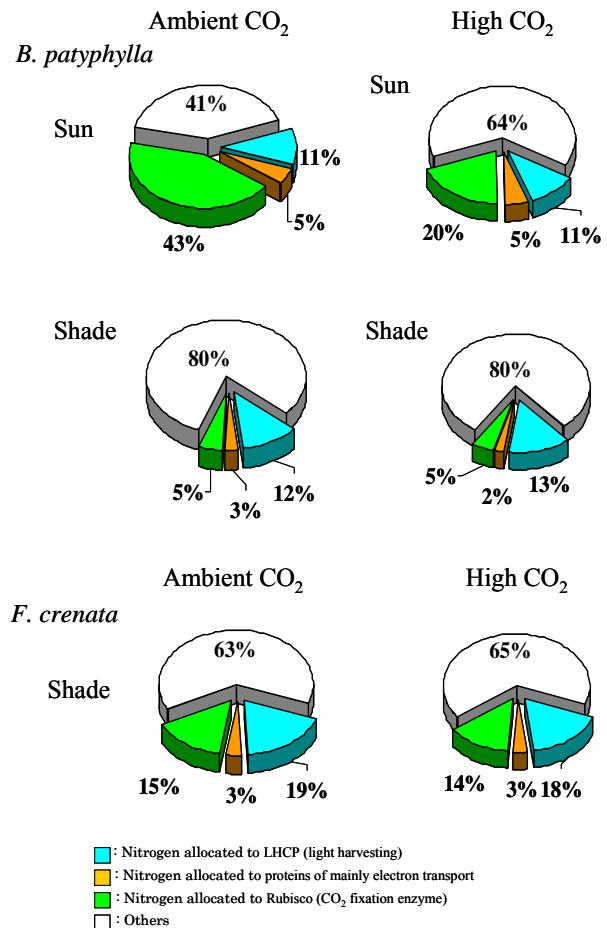 Ambient CO₂ High CO₂
B. patyphylla
Sun
Sun
41%
11%
5%
43%
64%
20%
5%
11%
Shade
Shade
80%
5%
3%
12%
80%
5%
2%
13%
Ambient CO₂ High CO₂
F. crenata
Shade
63%
15%
3%
19%
65%
14%
3%
18%
: Nitrogen allocated to LHCP (light harvesting)
: Nitrogen allocated to proteins of mainly electron transport
: Nitrogen allocated to Rubisco (CO₂ fixation enzyme)
: Others